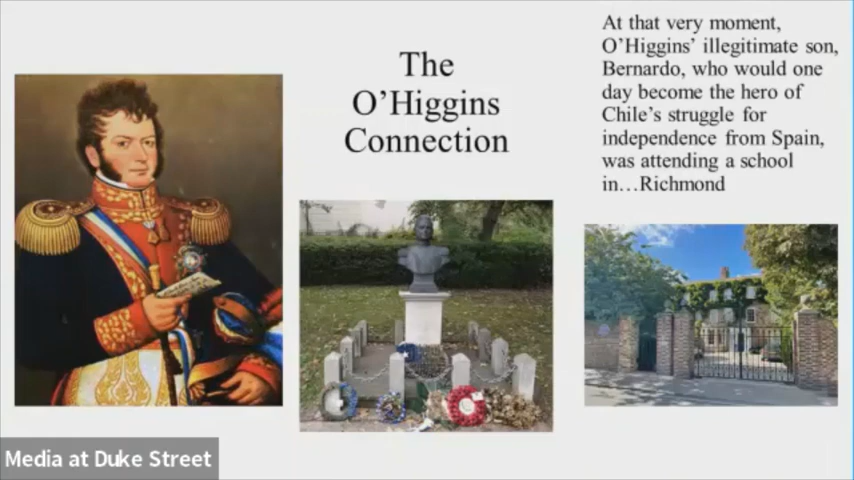 The
O’Higgins
Connection
At that very moment,
O’Higgins’ illegitimate son,
Bernardo, who would one
day become the hero of
Chile’s struggle for
independence from Spain,
was attending a school
in…Richmond
Media at Duke Street